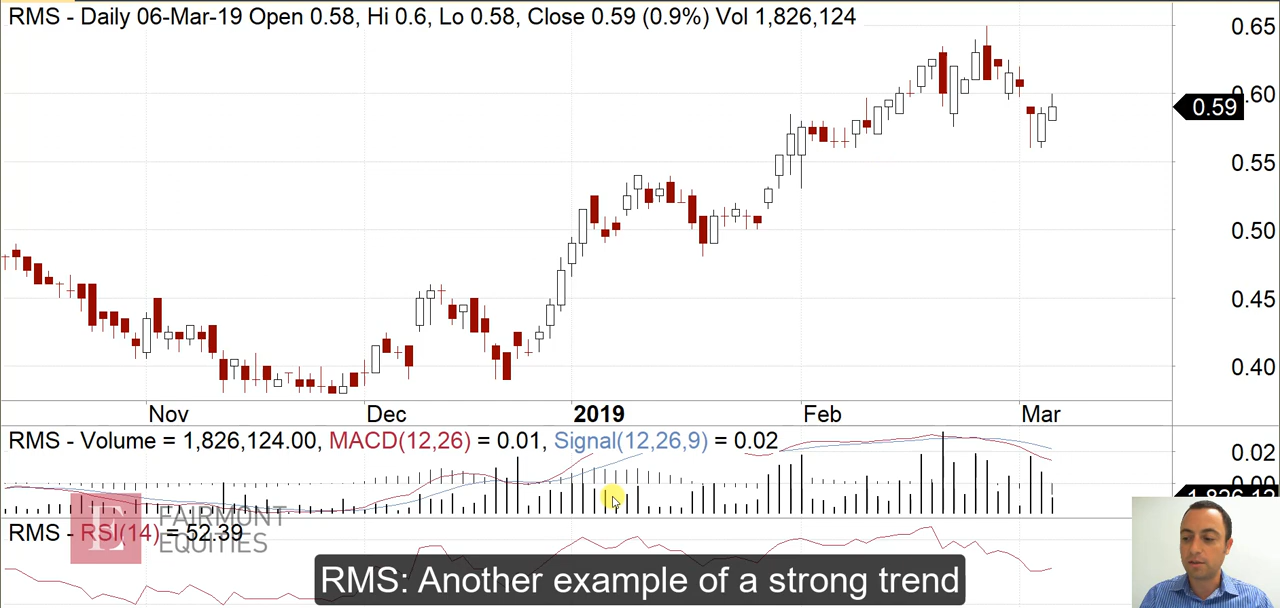 RMS - Daily 06-Mar-19 Open 0.58, Hi 0.6, Lo 0.58, Close 0.59 (0.9%) Vol 1,826,124
0.65
0.60
0.59
0.55
0.50
0.45
0.40
Nov Dec 2019 Feb Mar
RMS - Volume = 1,826,124.00, MACD(12,26) = 0.01, Signal(12,26,9) = 0.02
0.02
0.00
E FAIRMONT
EQUITIES
RMS - RSI(14) = 52.39
RMS: Another example of a strong trend